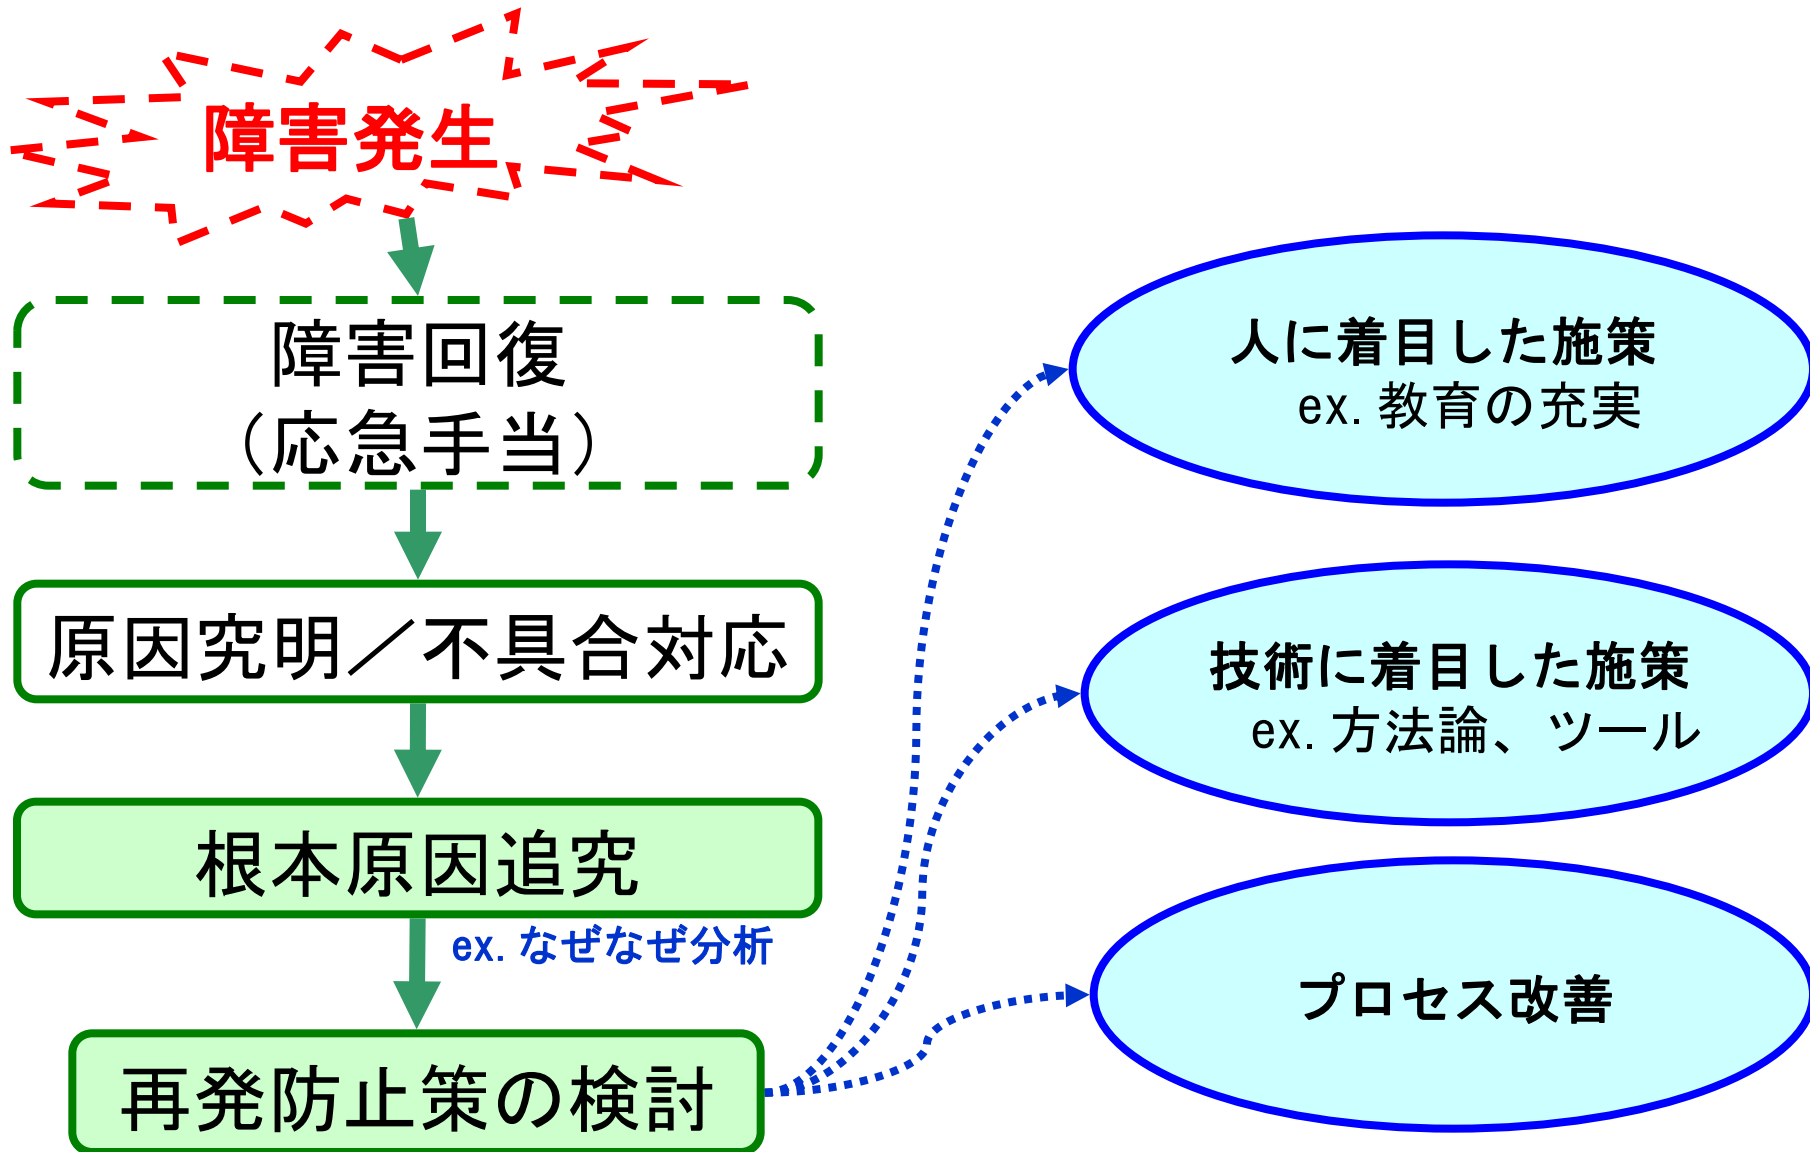 障害発生
障害回復
（応急手当）
原因究明／不具合対応
根本原因追究
ex. なぜなぜ分析
再発防止策の検討
人に着目した施策
ex. 教育の充実
技術に着目した施策
ex. 方法論、ツール
プロセス改善